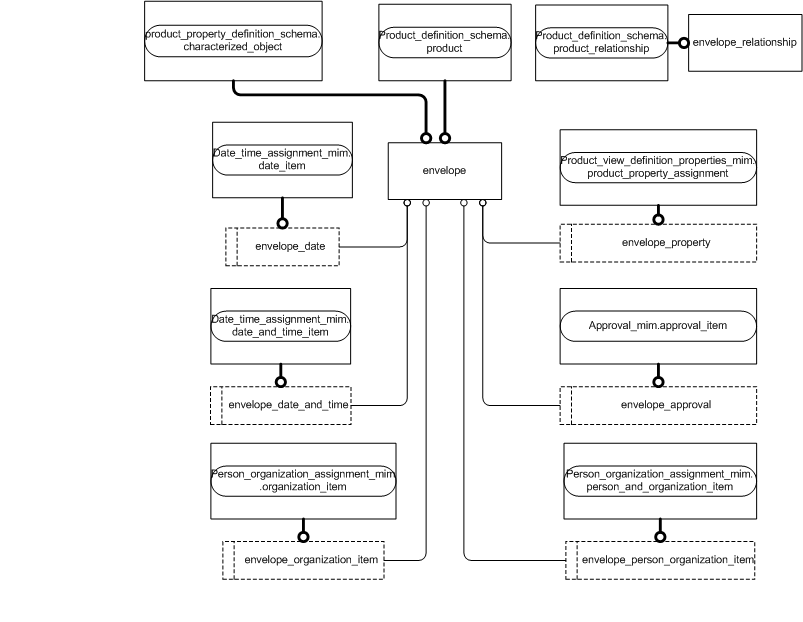 product_property_definition_schema.
characterized_object
Product_definition_schema.
product
Product_definition_schema.
product_relationship
envelope_relationship
Date_time_assignment_mim.
date_item
envelope
Product_view_definition_properties_mim.
product_property_assignment
envelope_date
envelope_property
Date_time_assignment_mim.
date_and_time_item
Approval_mim.approval_item
envelope_date_and_time
envelope_approval
Person_organization_assignment_mim
.organization_item
Person_organization_assignment_mim.
person_and_organization_item
envelope_organization_item
envelope_person_organization_item